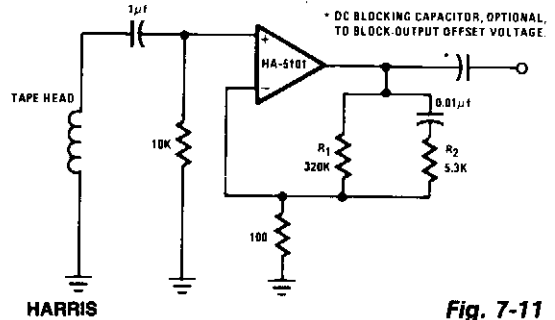 1µf
* DC BLOCKING CAPACITOR, OPTIONAL,
TO BLOCK-OUTPUT OFFSET VOLTAGE.
+
HA-5101
-
*
TAPE HEAD
10K
R1
320K
0.01µf
R2
5.3K
100
HARRIS
Fig. 7-11